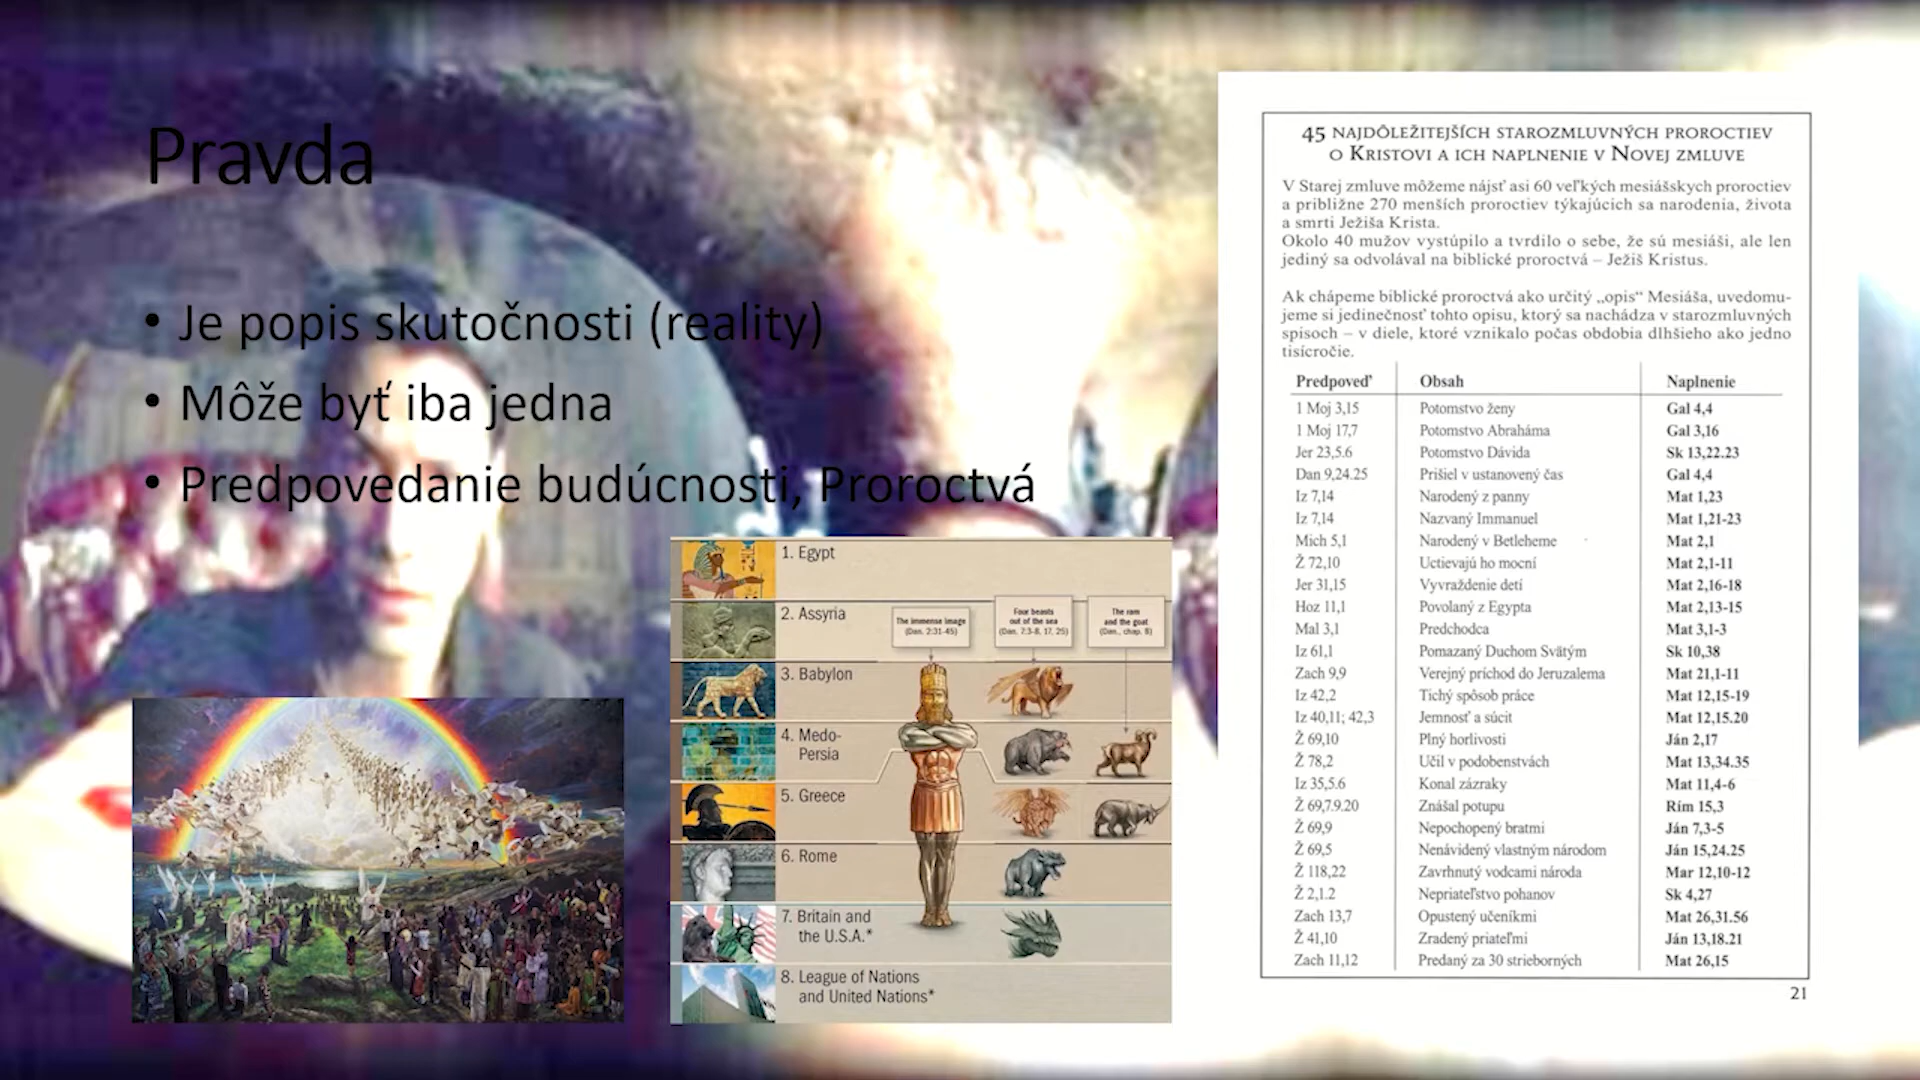 Pravda
• Je popis skutočnosti (reality)
• Môže byť iba jedna
• Predpovedanie budúcnosti, Proroctvá
1. Egypt
2. Assyria
The immense image
(Dan. 2:31-45)
Four beasts
out of the sea
(Dan. 7:3-8, 17, 25)
The ram
and the goat
(Dan., chap. 8)
3. Babylon
4. Medo-
Persia
5. Greece
6. Rome
7. Britain and
the U.S.A.*
8. League of Nations
and United Nations*
45 NAJDÔLEŽITEJŠÍCH STAROZMLUVNÝCH PROROCTIEV
O KRISTOVI A ICH NAPLNENIE V NOVEJ ZMLUVE
V Starej zmluve môžeme nájsť asi 60 veľkých mesiášskych proroctiev
a približne 270 menších proroctiev týkajúcich sa narodenia, života
a smrti Ježiša Krista.
Okolo 40 mužov vystúpilo a tvrdilo o sebe, že sú mesiáši, ale len
jediný sa odvolával na biblické proroctvá – Ježiš Kristus.
Ak chápeme biblické proroctvá ako určitý „opis“ Mesiáša, uvedomu-
jeme si jedinečnosť tohto opisu, ktorý sa nachádza v starozmluvných
spisoch – v diele, ktoré vznikalo počas obdobia dlhšieho ako jedno
tisícročie.
Predpoveď Obsah Naplnenie
1 Moj 3,15 Potomstvo ženy Gal 4,4
1 Moj 17,7 Potomstvo Abraháma Gal 3,16
Jer 23,5.6 Potomstvo Dávida Sk 13,22.23
Dan 9,24.25 Prišiel v ustanovený čas Gal 4,4
Iz 7,14 Narodený z panny Mat 1,23
Iz 7,14 Nazvaný Immanuel Mat 1,21-23
Mich 5,1 Narodený v Betleheme Mat 2,1
Ž 72,10 Uctievajú ho mocní Mat 2,1-11
Jer 31,15 Vyvraždenie detí Mat 2,16-18
Hoz 11,1 Povolaný z Egypta Mat 2,13-15
Mal 3,1 Predchodca Mat 3,1-3
Iz 61,1 Pomazaný Duchom Svätým Sk 10,38
Zach 9,9 Verejný príchod do Jeruzalema Mat 21,1-11
Iz 42,2 Tichý spôsob práce Mat 12,15-19
Iz 40,11; 42,3 Jemnosť a súcit Mat 12,15.20
Ž 69,10 Plný horlivosti Ján 2,17
Ž 78,2 Učil v podobenstvách Mat 13,34.35
Iz 35,5.6 Konal zázraky Mat 11,4-6
Ž 69,7.9.20 Znášal potupu Rím 15,3
Ž 69,9 Nepochopený bratmi Ján 7,3-5
Ž 69,5 Nenávidený vlastným národom Ján 15,24.25
Ž 118,22 Zavrhnutý vodcami národa Mar 12,10-12
Ž 2,1.2 Nepriateľstvo pohanov Sk 4,27
Zach 13,7 Opustený učeníkmi Mat 26,31.56
Ž 41,10 Zradený priateľmi Ján 13,18.21
Zach 11,12 Predaný za 30 strieborných Mat 26,15
21